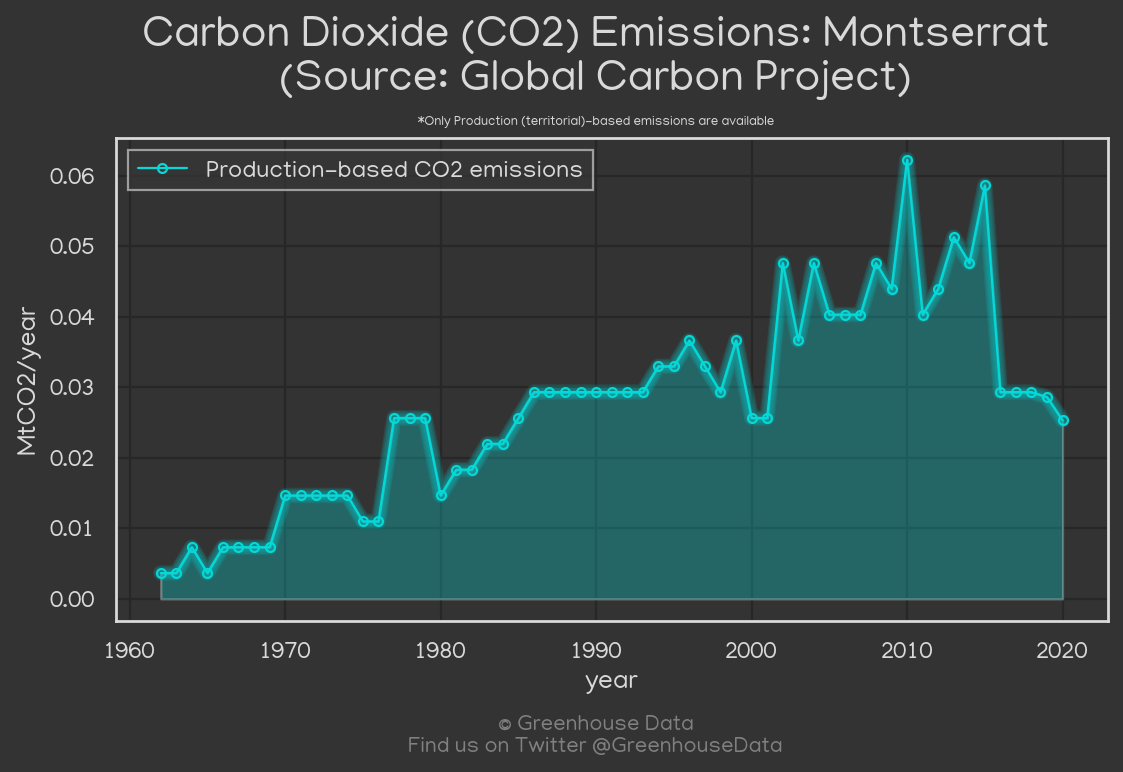 Carbon Dioxide (CO2) Emissions: Montserrat
(Source: Global Carbon Project)
*Only Production (territorial)-based emissions are available
Production-based CO2 emissions
0.06
0.05
0.04
0.03
0.02
0.01
0.00
MtCO2/year
1960 1970 1980 1990 2000 2010 2020
year
© Greenhouse Data
Find us on Twitter @GreenhouseData